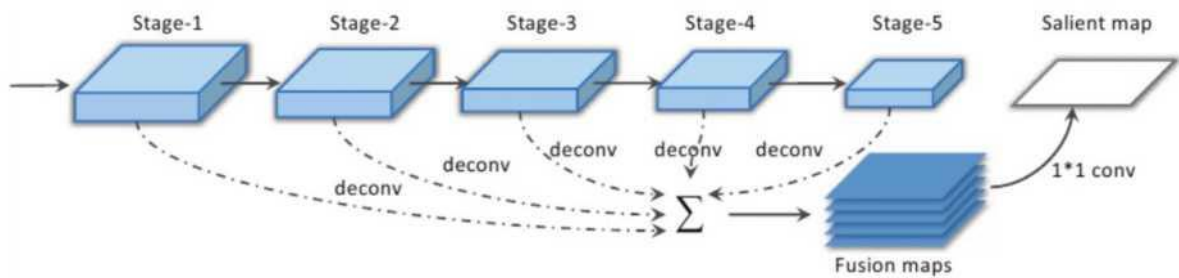 Stage-1 Stage-2 Stage-3 Stage-4 Stage-5 Salient map
deconv deconv deconv deconv deconv
1*1 conv
∑
Fusion maps